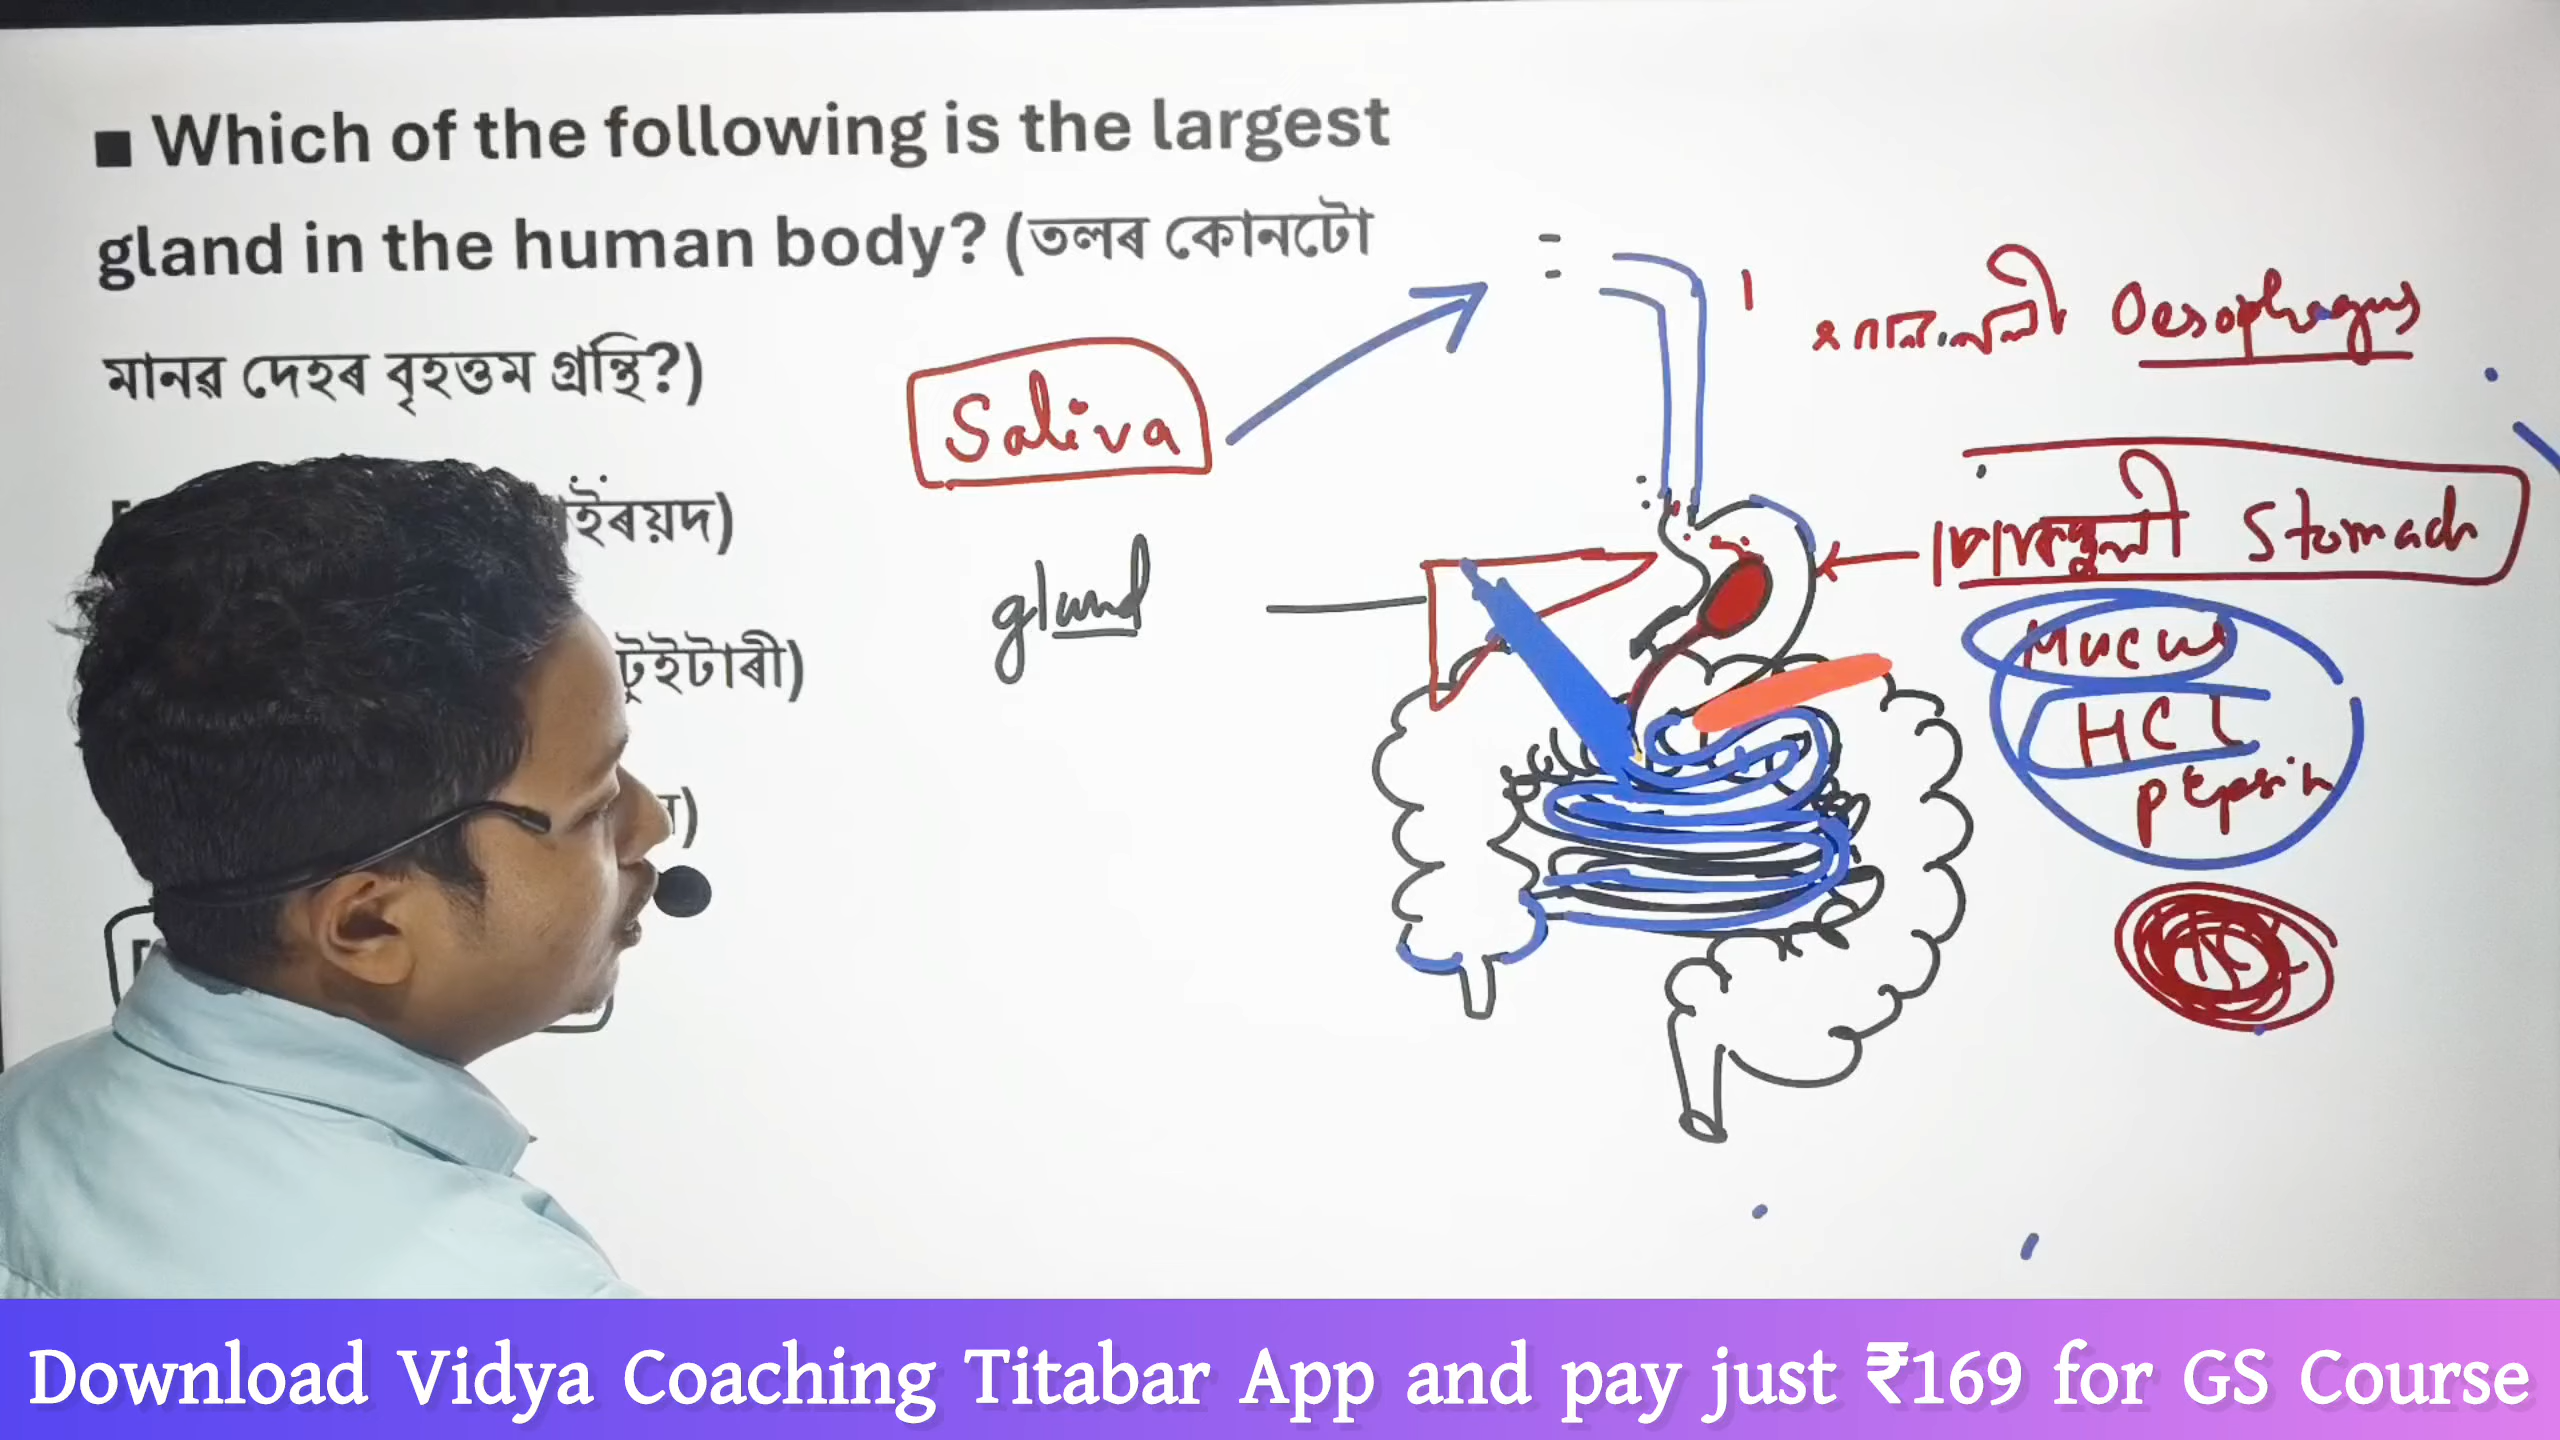 ■ Which of the following is the largest
gland in the human body? (তলৰ কোনটো
মানৱ দেহৰ বৃহত্তম গ্ৰন্থি?)
ইৰয়দ)
টুইটাৰী)
Saliva
gland
Oesophagus
Stomach
Mucus
HCl
pepsin
Download Vidya Coaching Titabar App and pay just ₹169 for GS Course